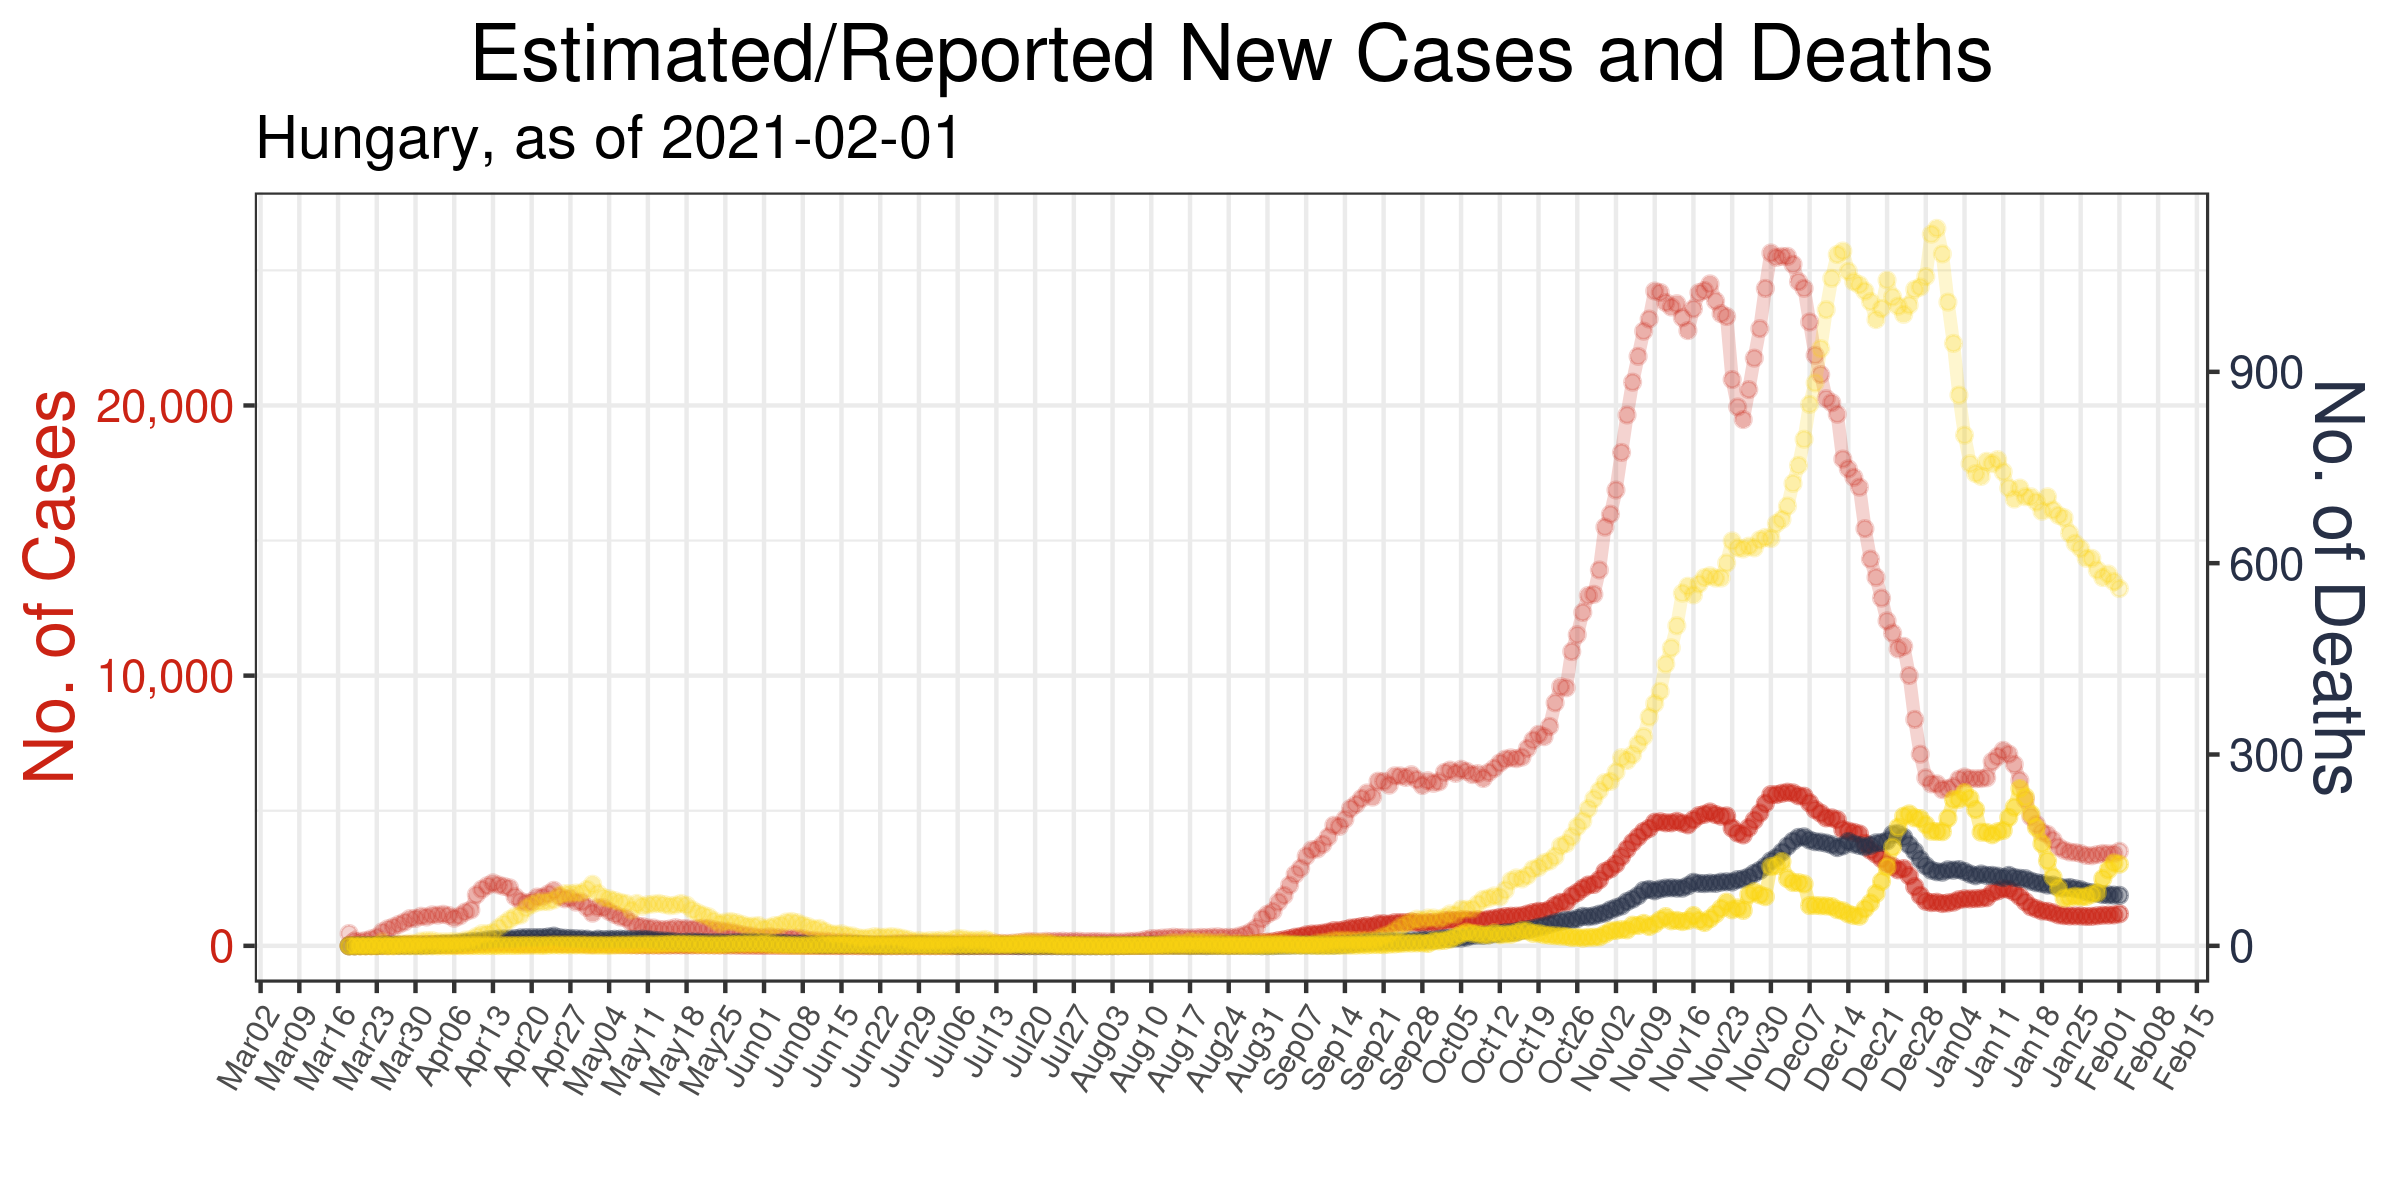 Estimated/Reported New Cases and Deaths
Hungary, as of 2021-02-01
No. of Cases
20,000
10,000
0
No. of Deaths
900
600
300
0
Mar02
Mar09
Mar16
Mar23
Mar30
Apr06
Apr13
Apr20
Apr27
May04
May11
May18
May25
Jun01
Jun08
Jun15
Jun22
Jun29
Jul06
Jul13
Jul20
Jul27
Aug03
Aug10
Aug17
Aug24
Aug31
Sep07
Sep14
Sep21
Sep28
Oct05
Oct12
Oct19
Oct26
Nov02
Nov09
Nov16
Nov23
Nov30
Dec07
Dec14
Dec21
Dec28
Jan04
Jan11
Jan18
Jan25
Feb01
Feb08
Feb15